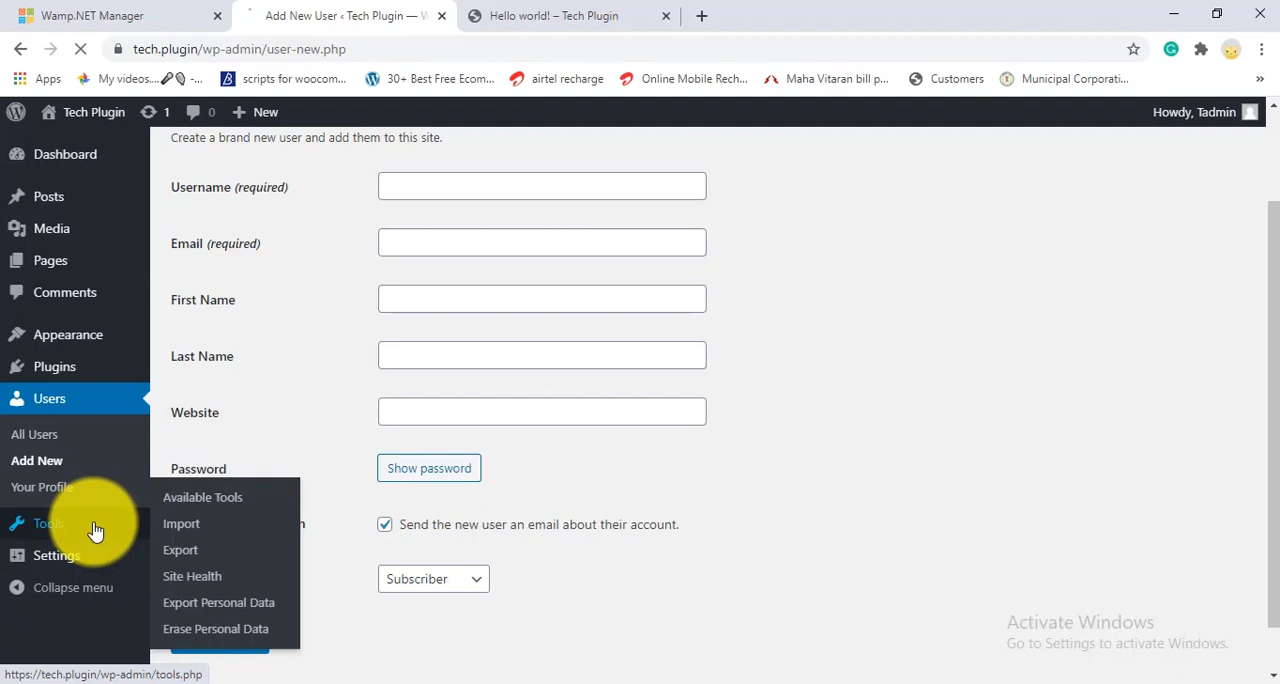 Wamp.NET Manager
Add New User ‹ Tech Plugin — W
Hello world! – Tech Plugin
tech.plugin/wp-admin/user-new.php
Apps
My videos....
scripts for woocom...
30+ Best Free Ecom...
airtel recharge
Online Mobile Rech...
Maha Vitaran bill p...
Customers
Municipal Corporati...
Tech Plugin
1
0
New
Howdy, Tadmin
Create a brand new user and add them to this site.
Dashboard
Posts
Media
Pages
Comments
Appearance
Plugins
Users
All Users
Add New
Your Profile
Tools
Settings
Collapse menu
Available Tools
Import
Export
Site Health
Export Personal Data
Erase Personal Data
Username (required)
Email (required)
First Name
Last Name
Website
Password
Show password
Send the new user an email about their account.
Subscriber
Activate Windows
Go to Settings to activate Windows.
https://tech.plugin/wp-admin/tools.php